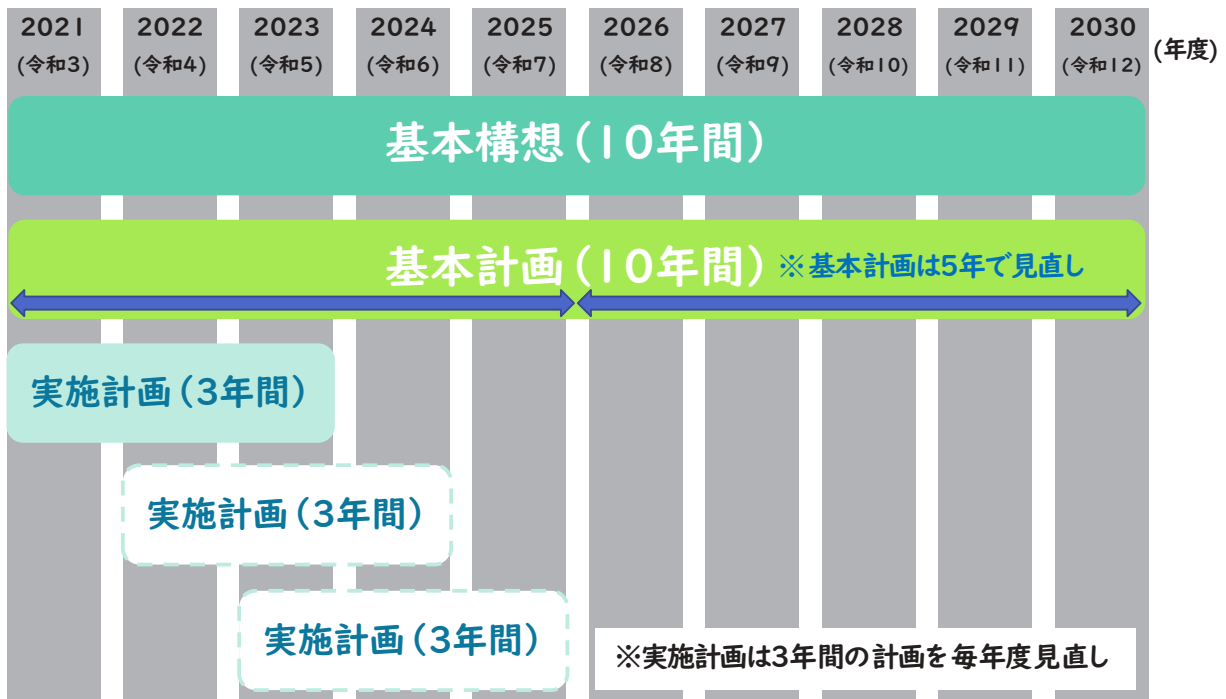 2021 2022 2023 2024 2025 2026 2027 2028 2029 2030
(令和3) (令和4) (令和5) (令和6) (令和7) (令和8) (令和9) (令和10) (令和11) (令和12) (年度)
基本構想(10年間)
基本計画(10年間) ※基本計画は5年で見直し
実施計画(3年間)
実施計画(3年間)
実施計画(3年間)
※実施計画は3年間の計画を毎年度見直し